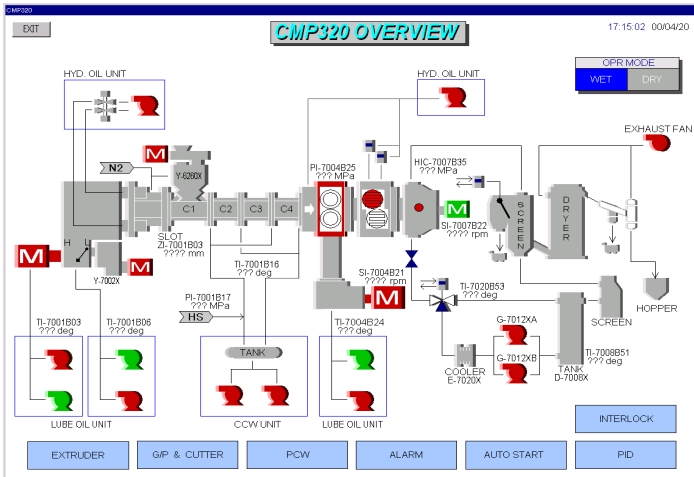 CMP320
EXIT
CMP320 OVERVIEW
17:15:02 00/04/20
OPR MODE
WET
DRY
HYD. OIL UNIT
HYD. OIL UNIT
EXHAUST FAN
M
N2
Y-6260X
PI-7004B25
??? MPa
HIC-7007B35
??? MPa
C1
C2
C3
C4
SCREEN
DRYER
M
SI-7007B22
???? rpm
SLOT
ZI-7001B03
???? mm
H
L
M
Y-7002X
M
TI-7001B16
??? deg
SI-7004B21
???? rpm
M
TI-7020B53
??? deg
PI-7001B17
??? MPa
HS
HOPPER
SCREEN
TI-7001B03
??? deg
TI-7001B06
??? deg
TI-7004B24
??? deg
G-7012XA
G-7012XB
TANK
COOLER
E-7020X
TI-7008B51
??? deg
TANK
D-7008X
LUBE OIL UNIT
CCW UNIT
LUBE OIL UNIT
INTERLOCK
EXTRUDER
G/P & CUTTER
PCW
ALARM
AUTO START
PID